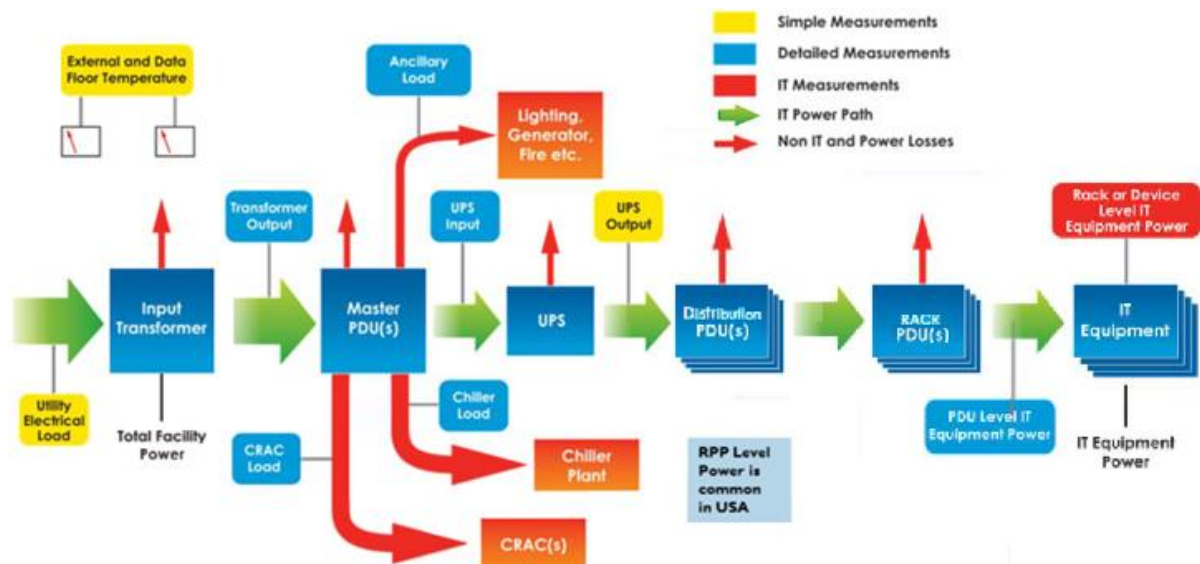 Simple Measurements
Detailed Measurements
IT Measurements
IT Power Path
Non IT and Power Losses
External and Data
Floor Temperature
Ancillary
Load
Lighting,
Generator,
Fire etc.
Transformer
Output
UPS
Input
UPS
Output
Rack or Device
Level IT
Equipment Power
Input
Transformer
Master
PDU(s)
UPS
Distribution
PDU(s)
RACK
PDU(s)
IT
Equipment
Utility
Electrical
Load
Total Facility
Power
CRAC
Load
Chiller
Load
Chiller
Plant
CRAC(s)
RPP Level
Power is
common
in USA
PDU Level IT
Equipment Power
IT Equipment
Power